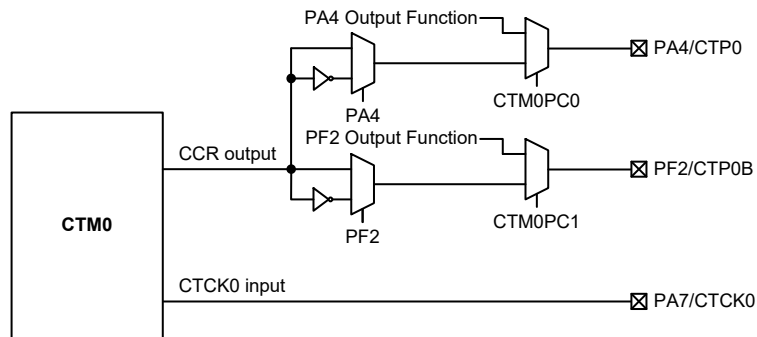 PA4 Output Function
PA4/CTP0
PA4
CTM0PC0
PF2 Output Function
CCR output
PF2/CTP0B
CTM0
PF2
CTM0PC1
CTCK0 input
PA7/CTCK0